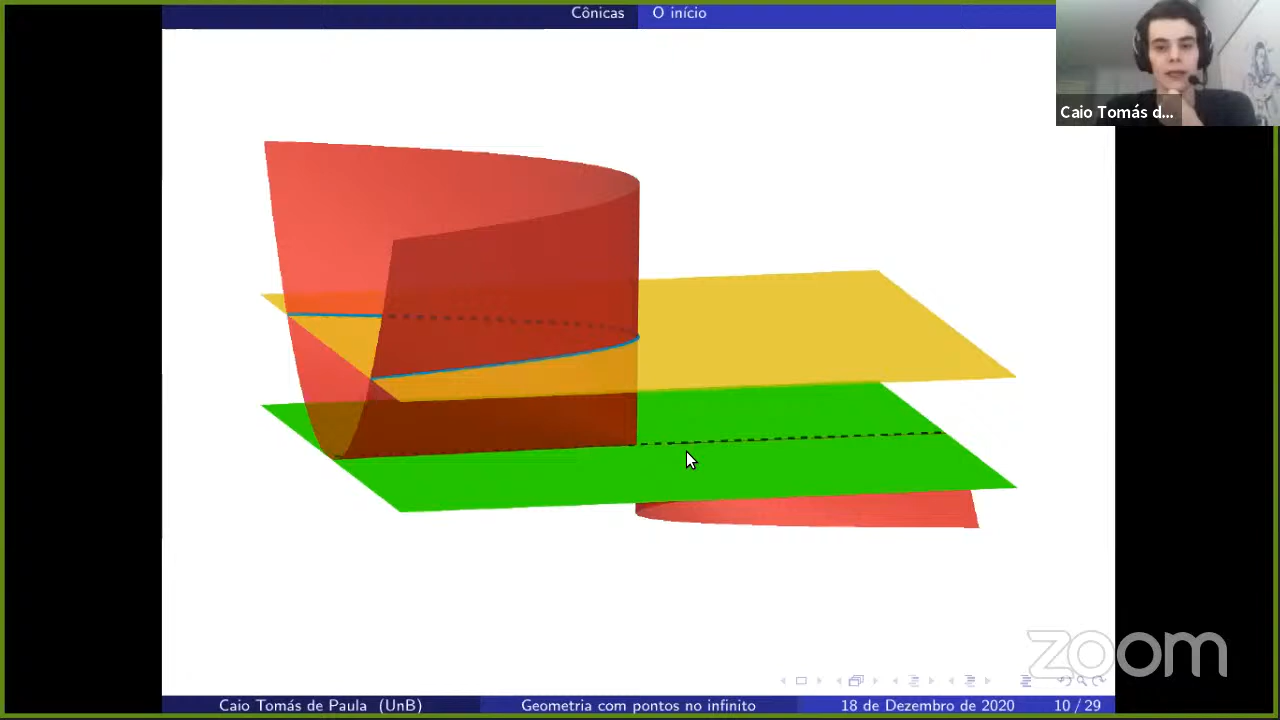 Cônicas O início
Caio Tomás d...
zoom
Caio Tomás de Paula (UnB) Geometria com pontos no infinito 18 de Dezembro de 2020 10 / 29